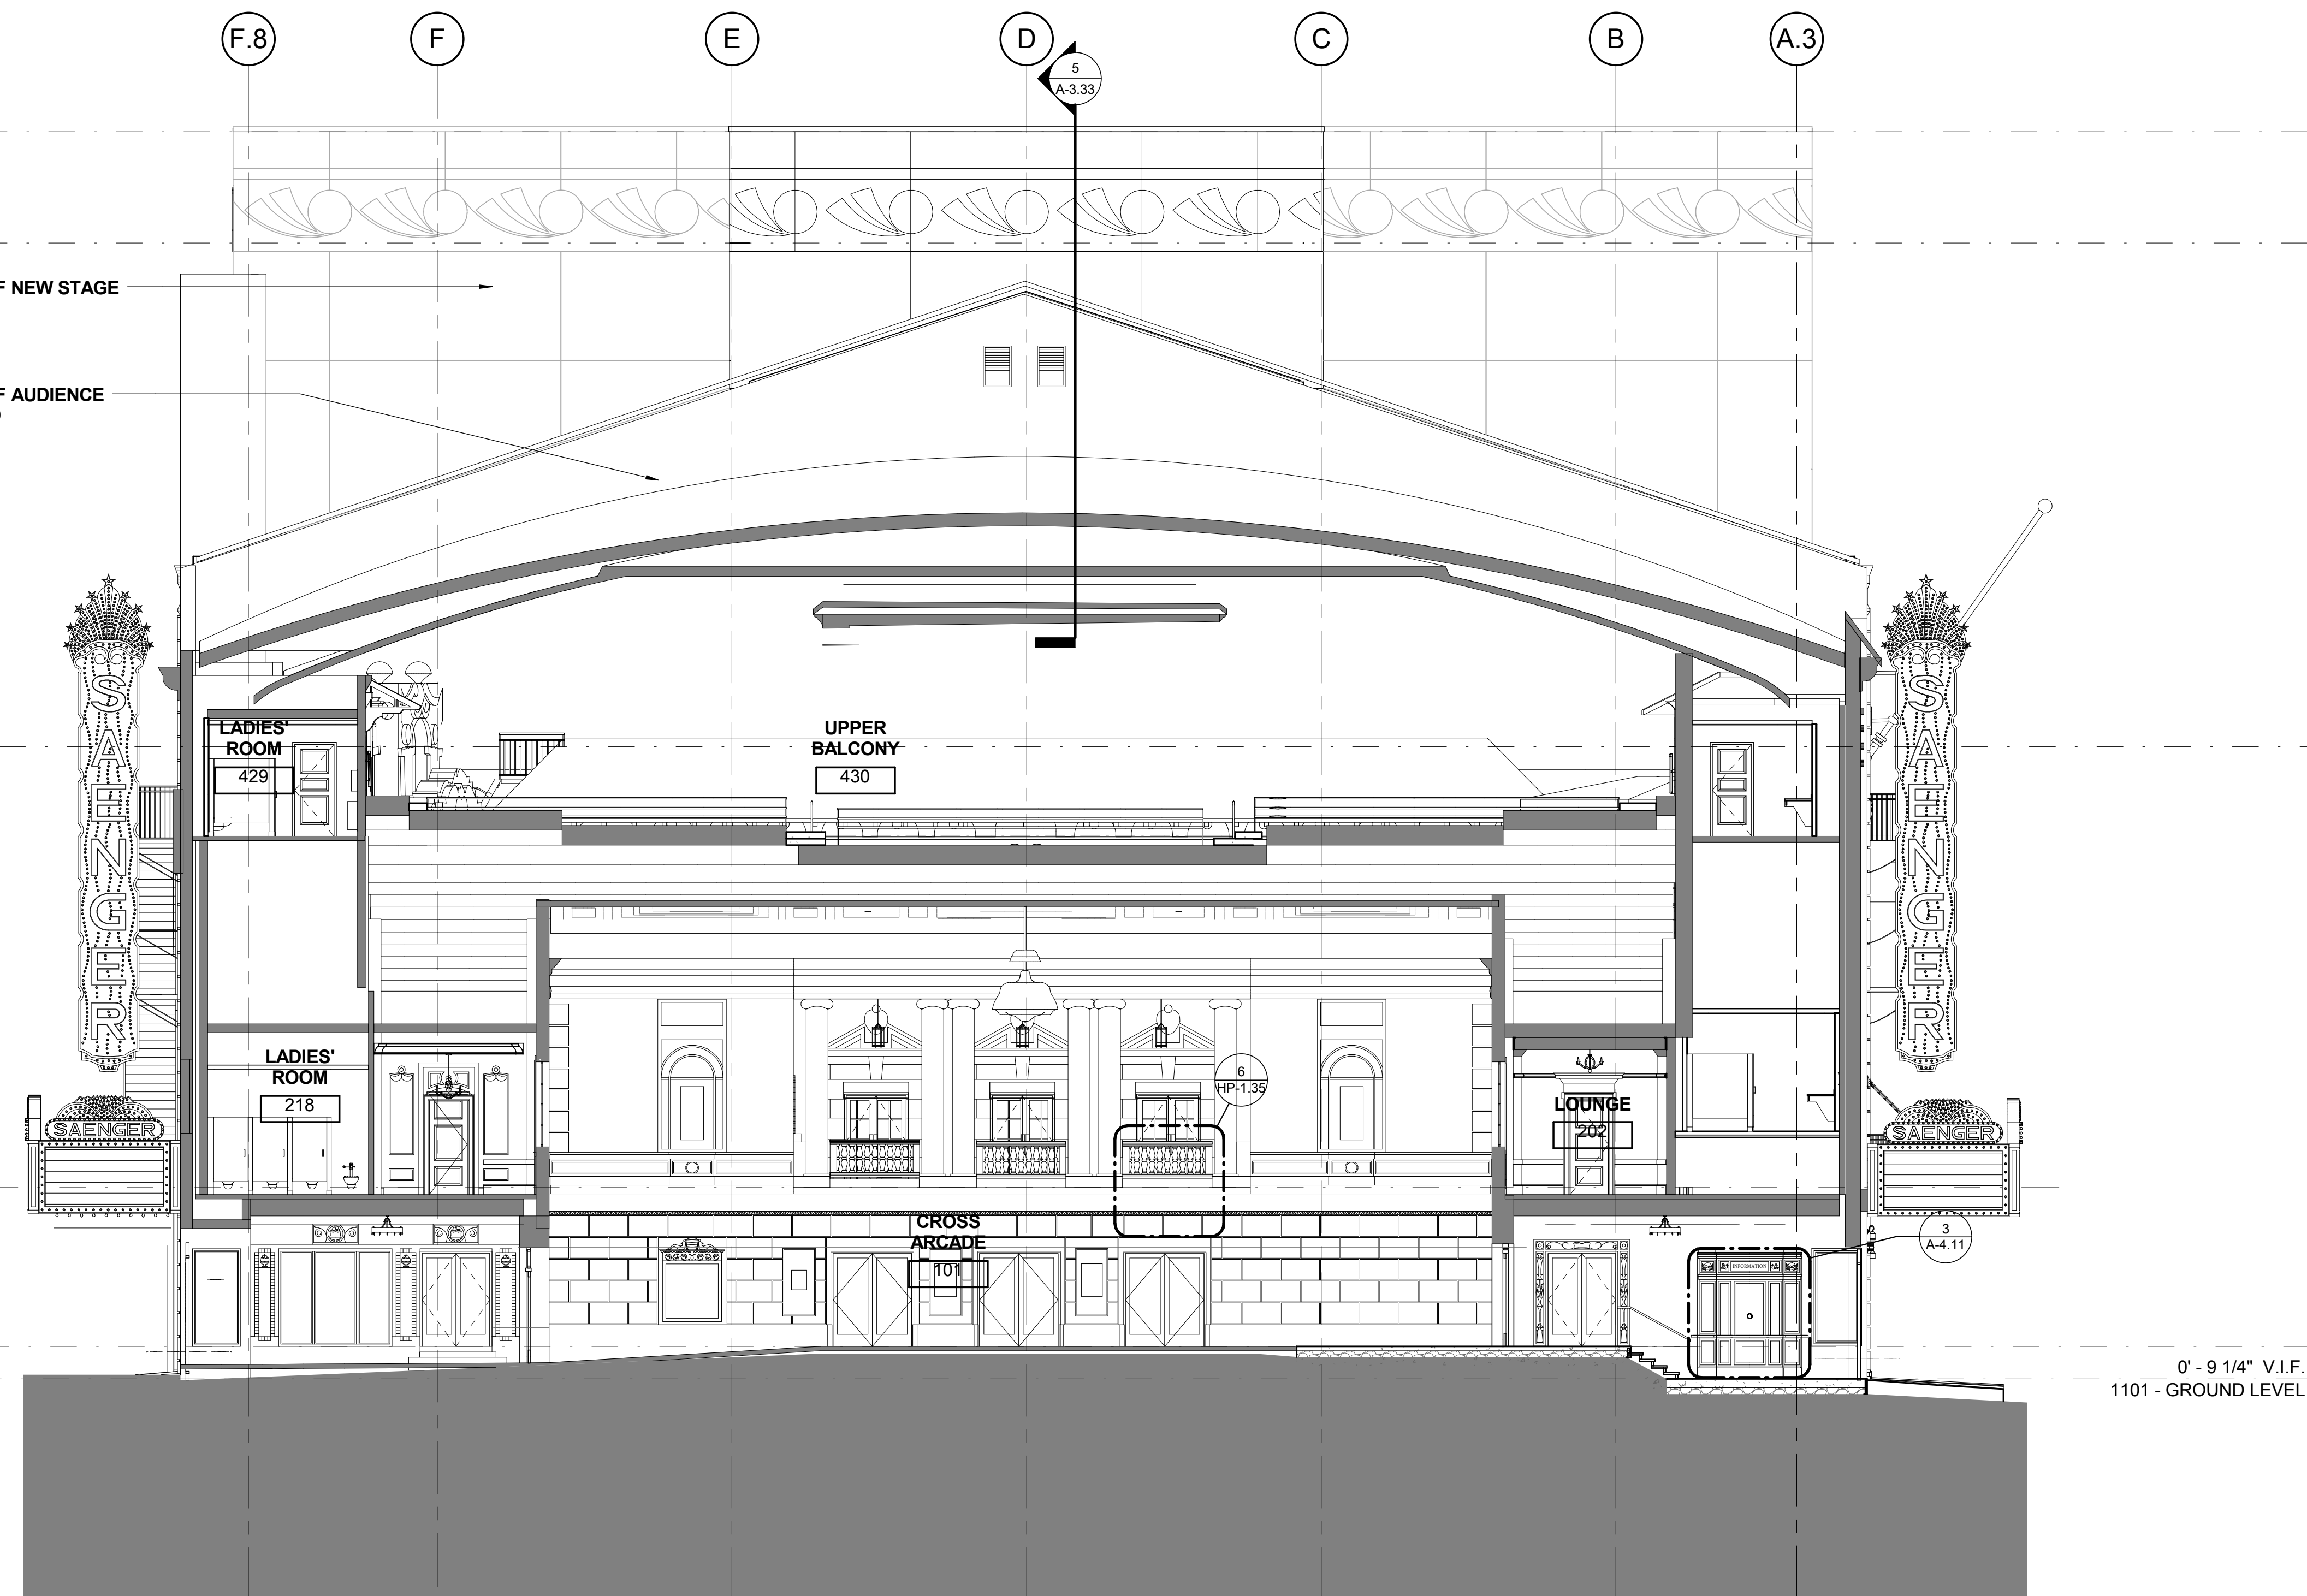 F.8
F
E
D
C
B
A.3
5
A-3.33
F NEW STAGE
F AUDIENCE
)
SAENGER
SAENGER
LADIES'
ROOM
429
UPPER
BALCONY
430
LADIES'
ROOM
218
6
HP-1.35
LOUNGE
202
SAENGER
SAENGER
CROSS
ARCADE
101
3
A-4.11
INFORMATION
0' - 9 1/4" V.I.F.
1101 - GROUND LEVEL